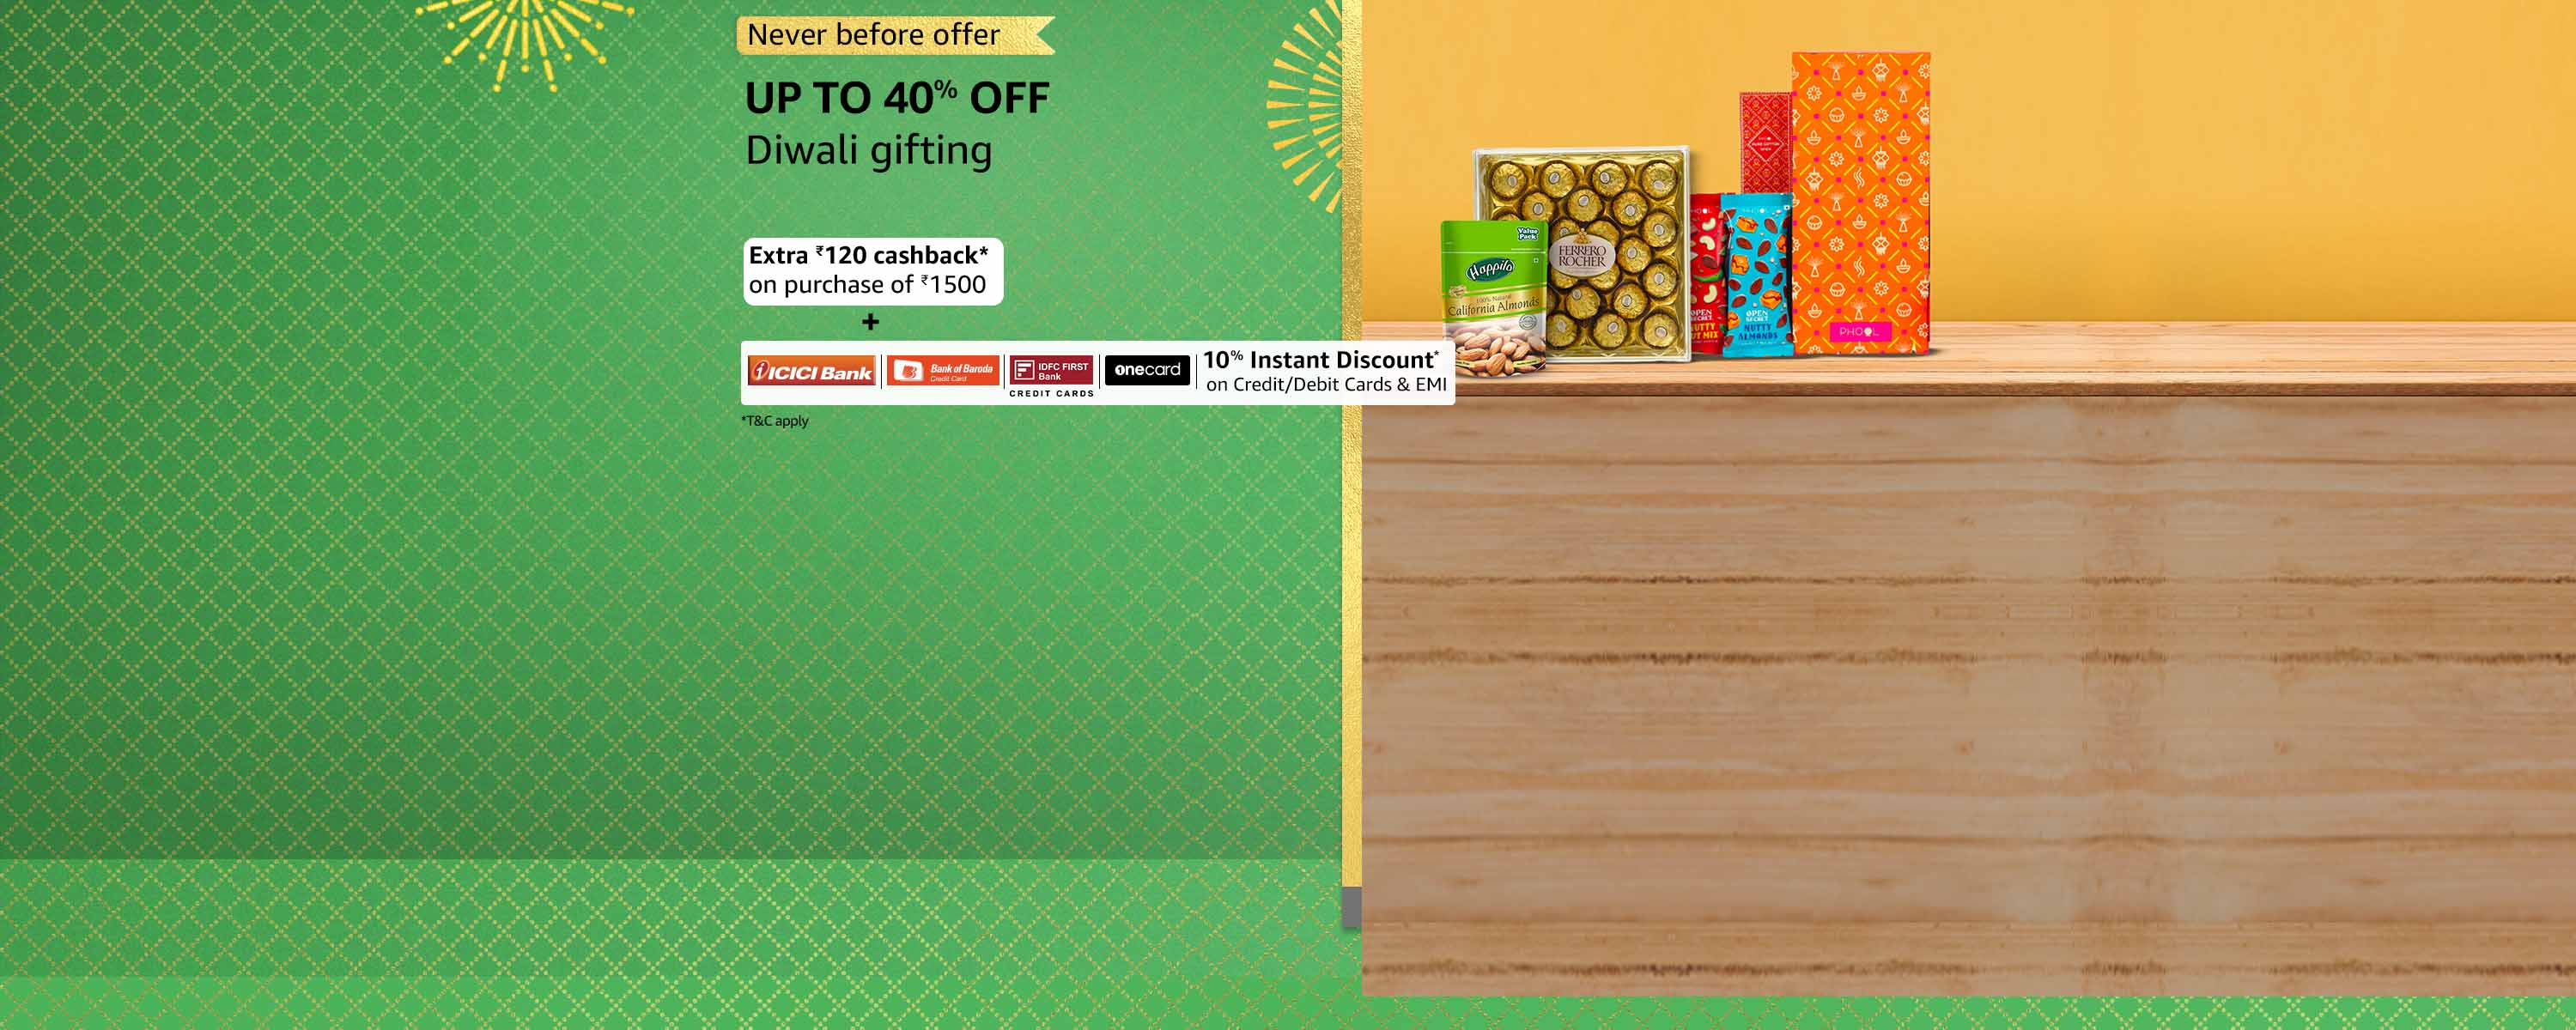 Never before offer
UP TO 40% OFF
Diwali gifting
Extra ₹120 cashback*
on purchase of ₹1500
+
ICICI Bank
Bank of Baroda
Credit Card
IDFC FIRST
Bank
CREDIT CARDS
onecard
10% Instant Discount*
on Credit/Debit Cards & EMI
*T&C apply
Value
Pack
Happilo
100% Natural
California Almonds
FERRERO
ROCHER
OPEN
SECRET
NUTTY
ALMONDS
PHOOL